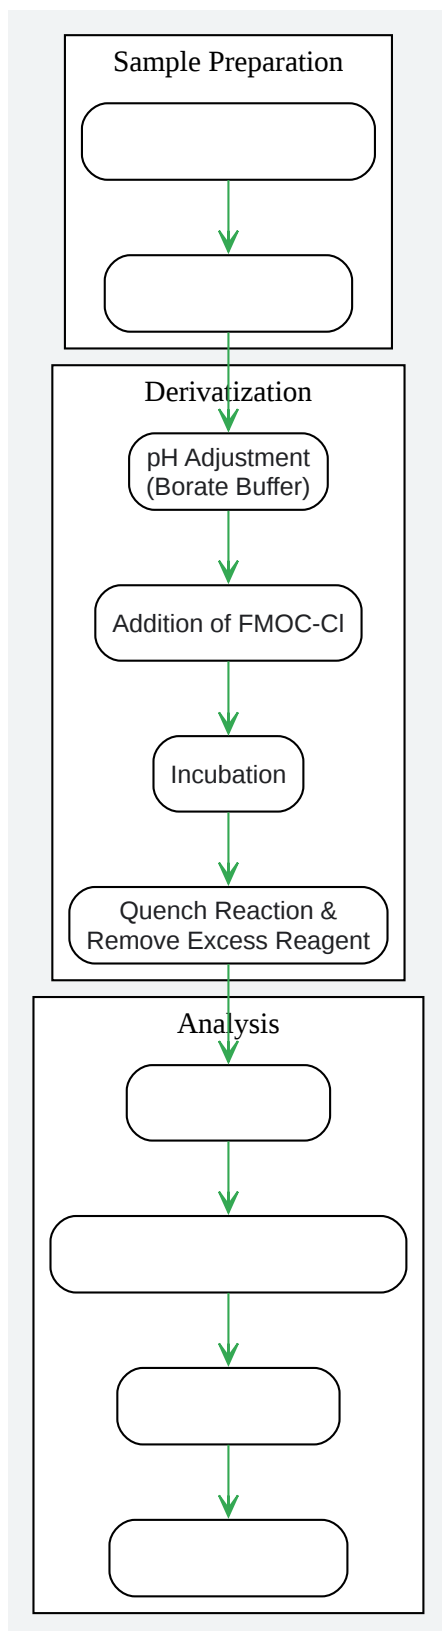 Sample Preparation
Derivatization
pH Adjustment
(Borate Buffer)
Addition of FMOC-Cl
Incubation
Quench Reaction &
Remove Excess Reagent
Analysis